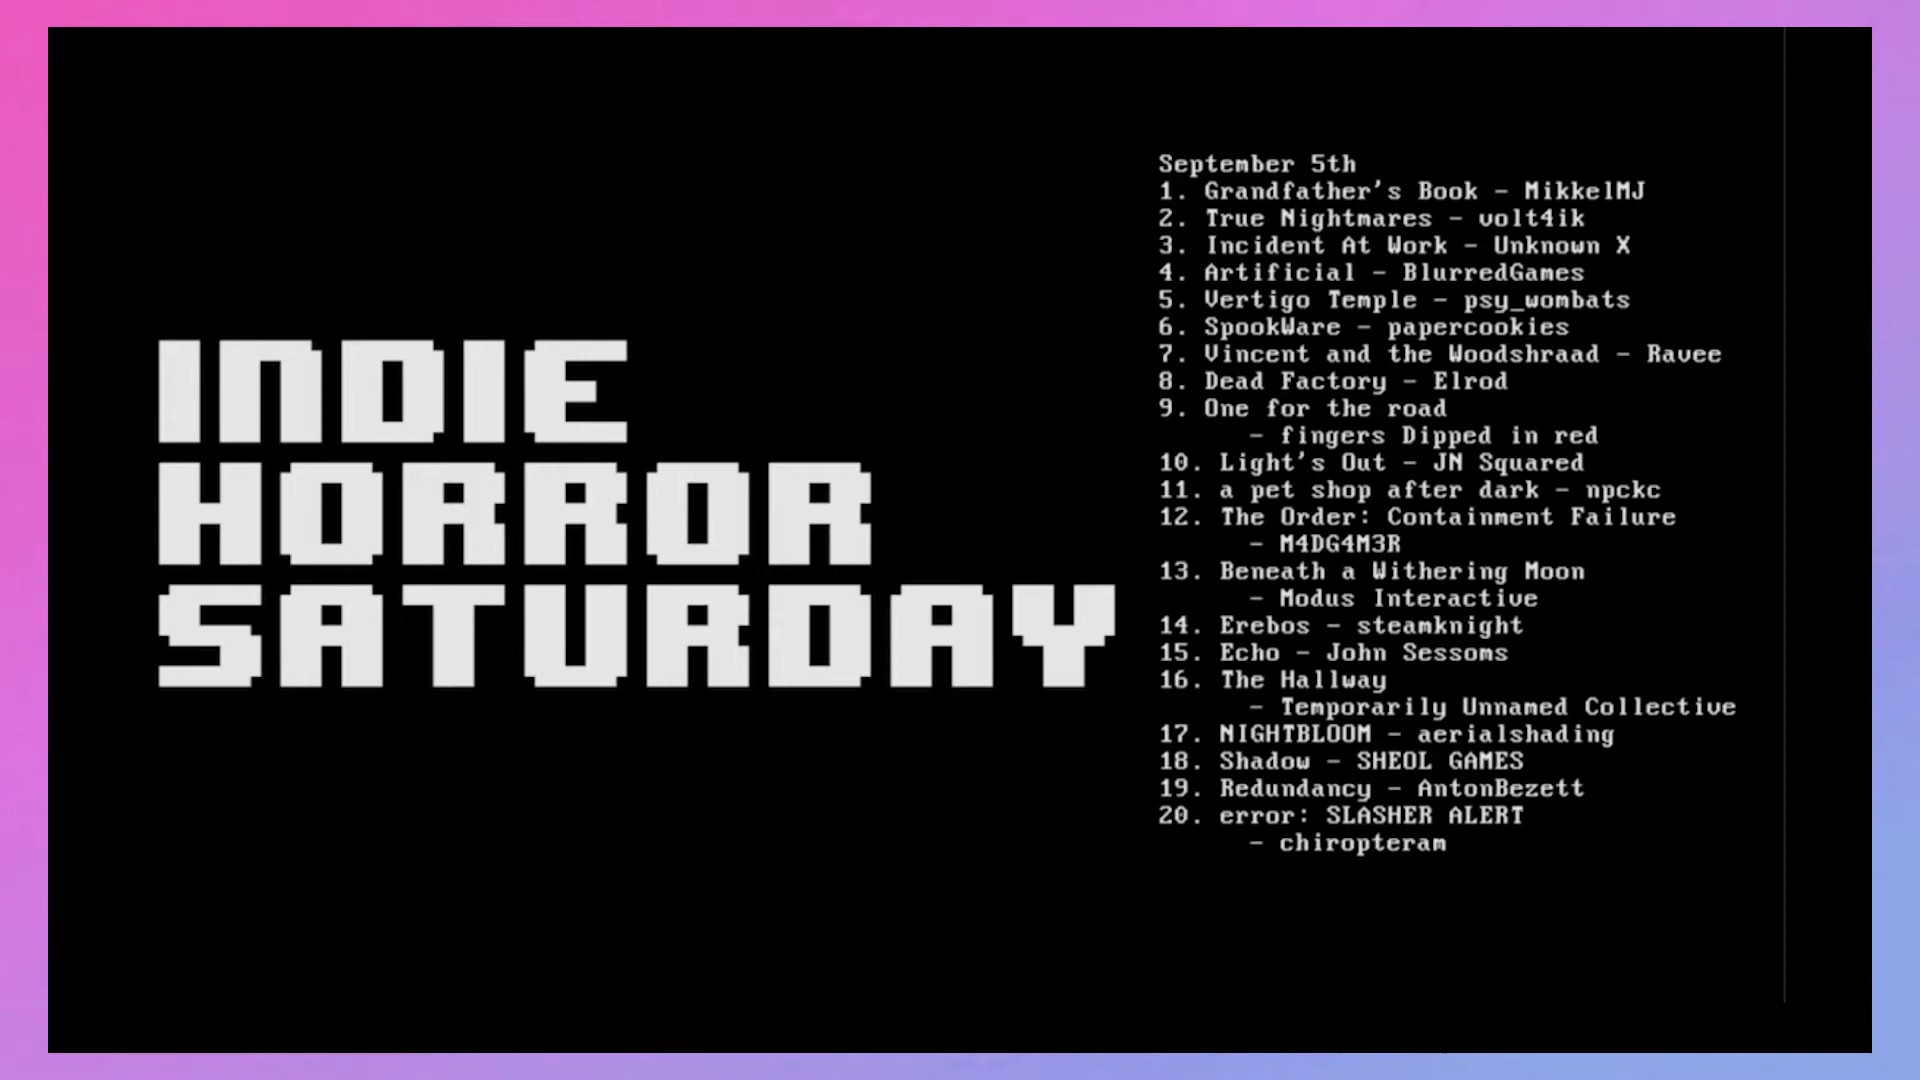 INDIE
HORROR
SATURDAY
September 5th
1. Grandfather's Book - MikkelMJ
2. True Nightmares - volt4ik
3. Incident At Work - Unknown X
4. Artificial - BlurredGames
5. Vertigo Temple - psy_wombats
6. SpookWare - papercookies
7. Vincent and the Woodshraad - Ravee
8. Dead Factory - Elrod
9. One for the road
- fingers Dipped in red
10. Light's Out - JN Squared
11. a pet shop after dark - npckc
12. The Order: Containment Failure
- M4DG4M3R
13. Beneath a Withering Moon
- Modus Interactive
14. Erebos - steamknight
15. Echo - John Sessoms
16. The Hallway
- Temporarily Unnamed Collective
17. NIGHTBLOOM - aerialshading
18. Shadow - SHEOL GAMES
19. Redundancy - AntonBezett
20. error: SLASHER ALERT
- chiropteram